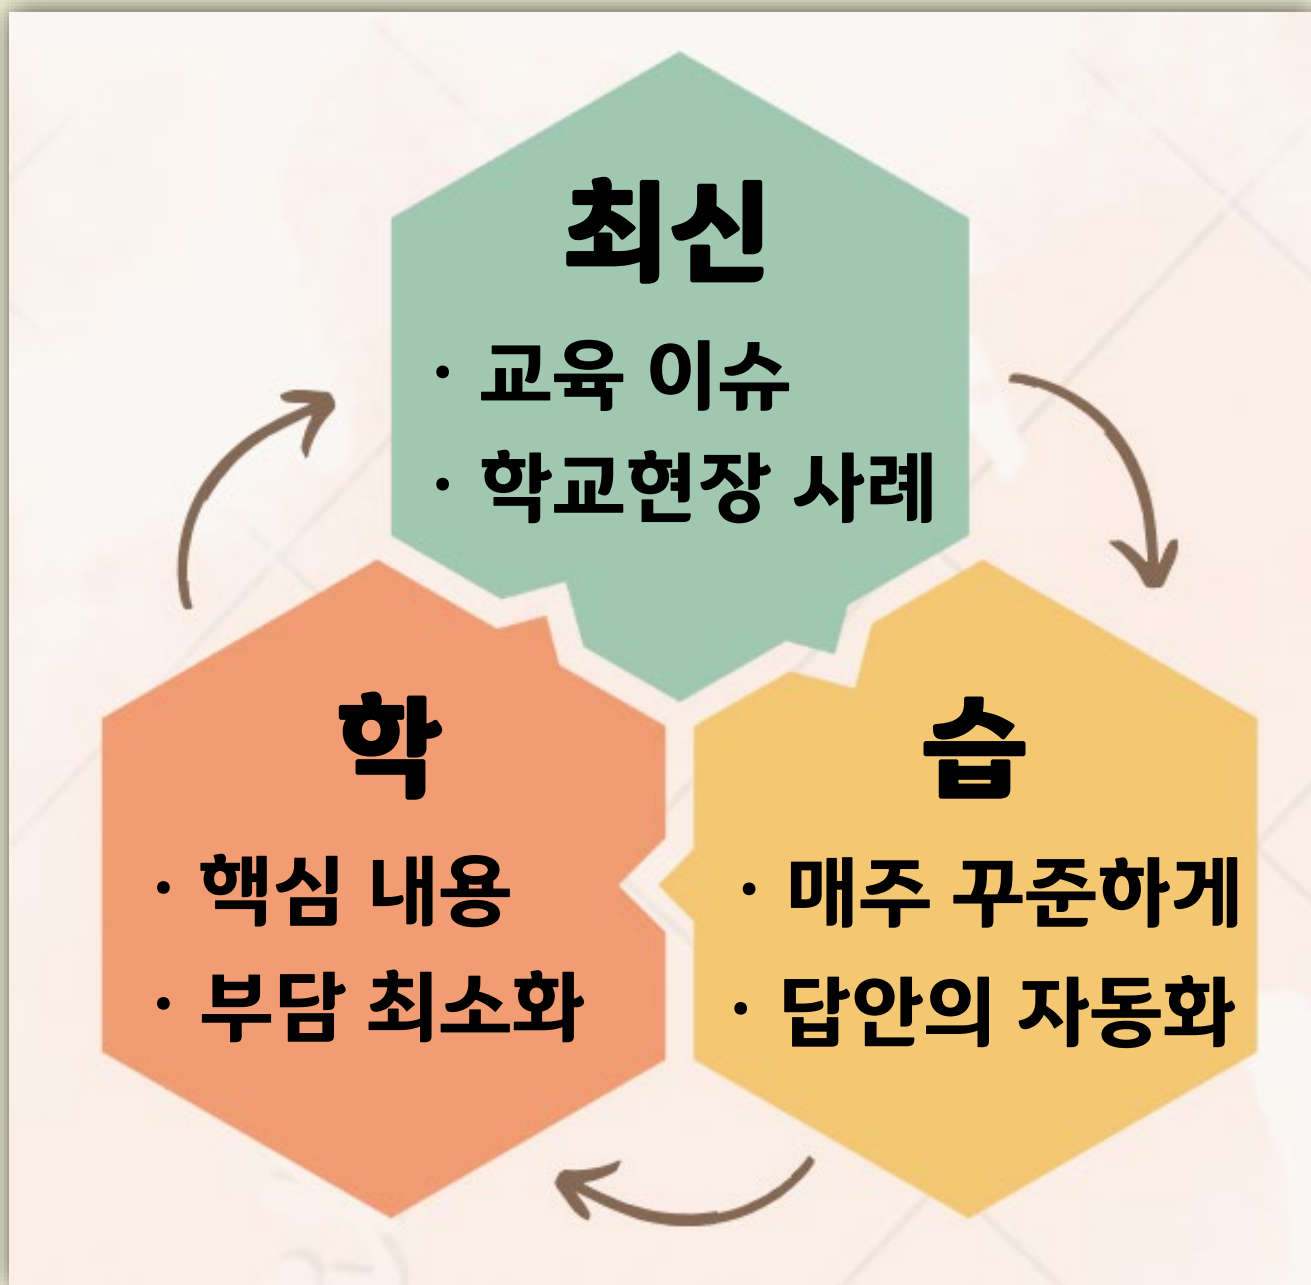 최신
· 교육 이슈
· 학교현장 사례
학
· 핵심 내용
· 부담 최소화
습
· 매주 꾸준하게
· 답안의 자동화